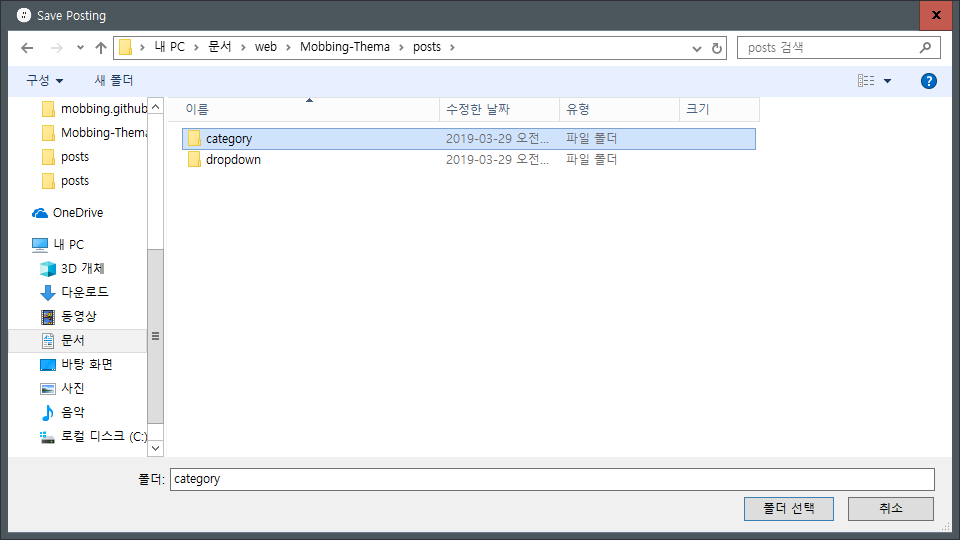 Save Posting
내 PC > 문서 > web > Mobbing-Thema > posts >
posts 검색
구성
새 폴더
이름
수정한 날짜
유형
크기
mobbing.github
Mobbing-Thema
posts
posts
OneDrive
내 PC
3D 개체
다운로드
동영상
문서
바탕 화면
사진
음악
로컬 디스크 (C:)
category 2019-03-29 오전... 파일 폴더
dropdown 2019-03-29 오전... 파일 폴더
폴더: category
폴더 선택
취소